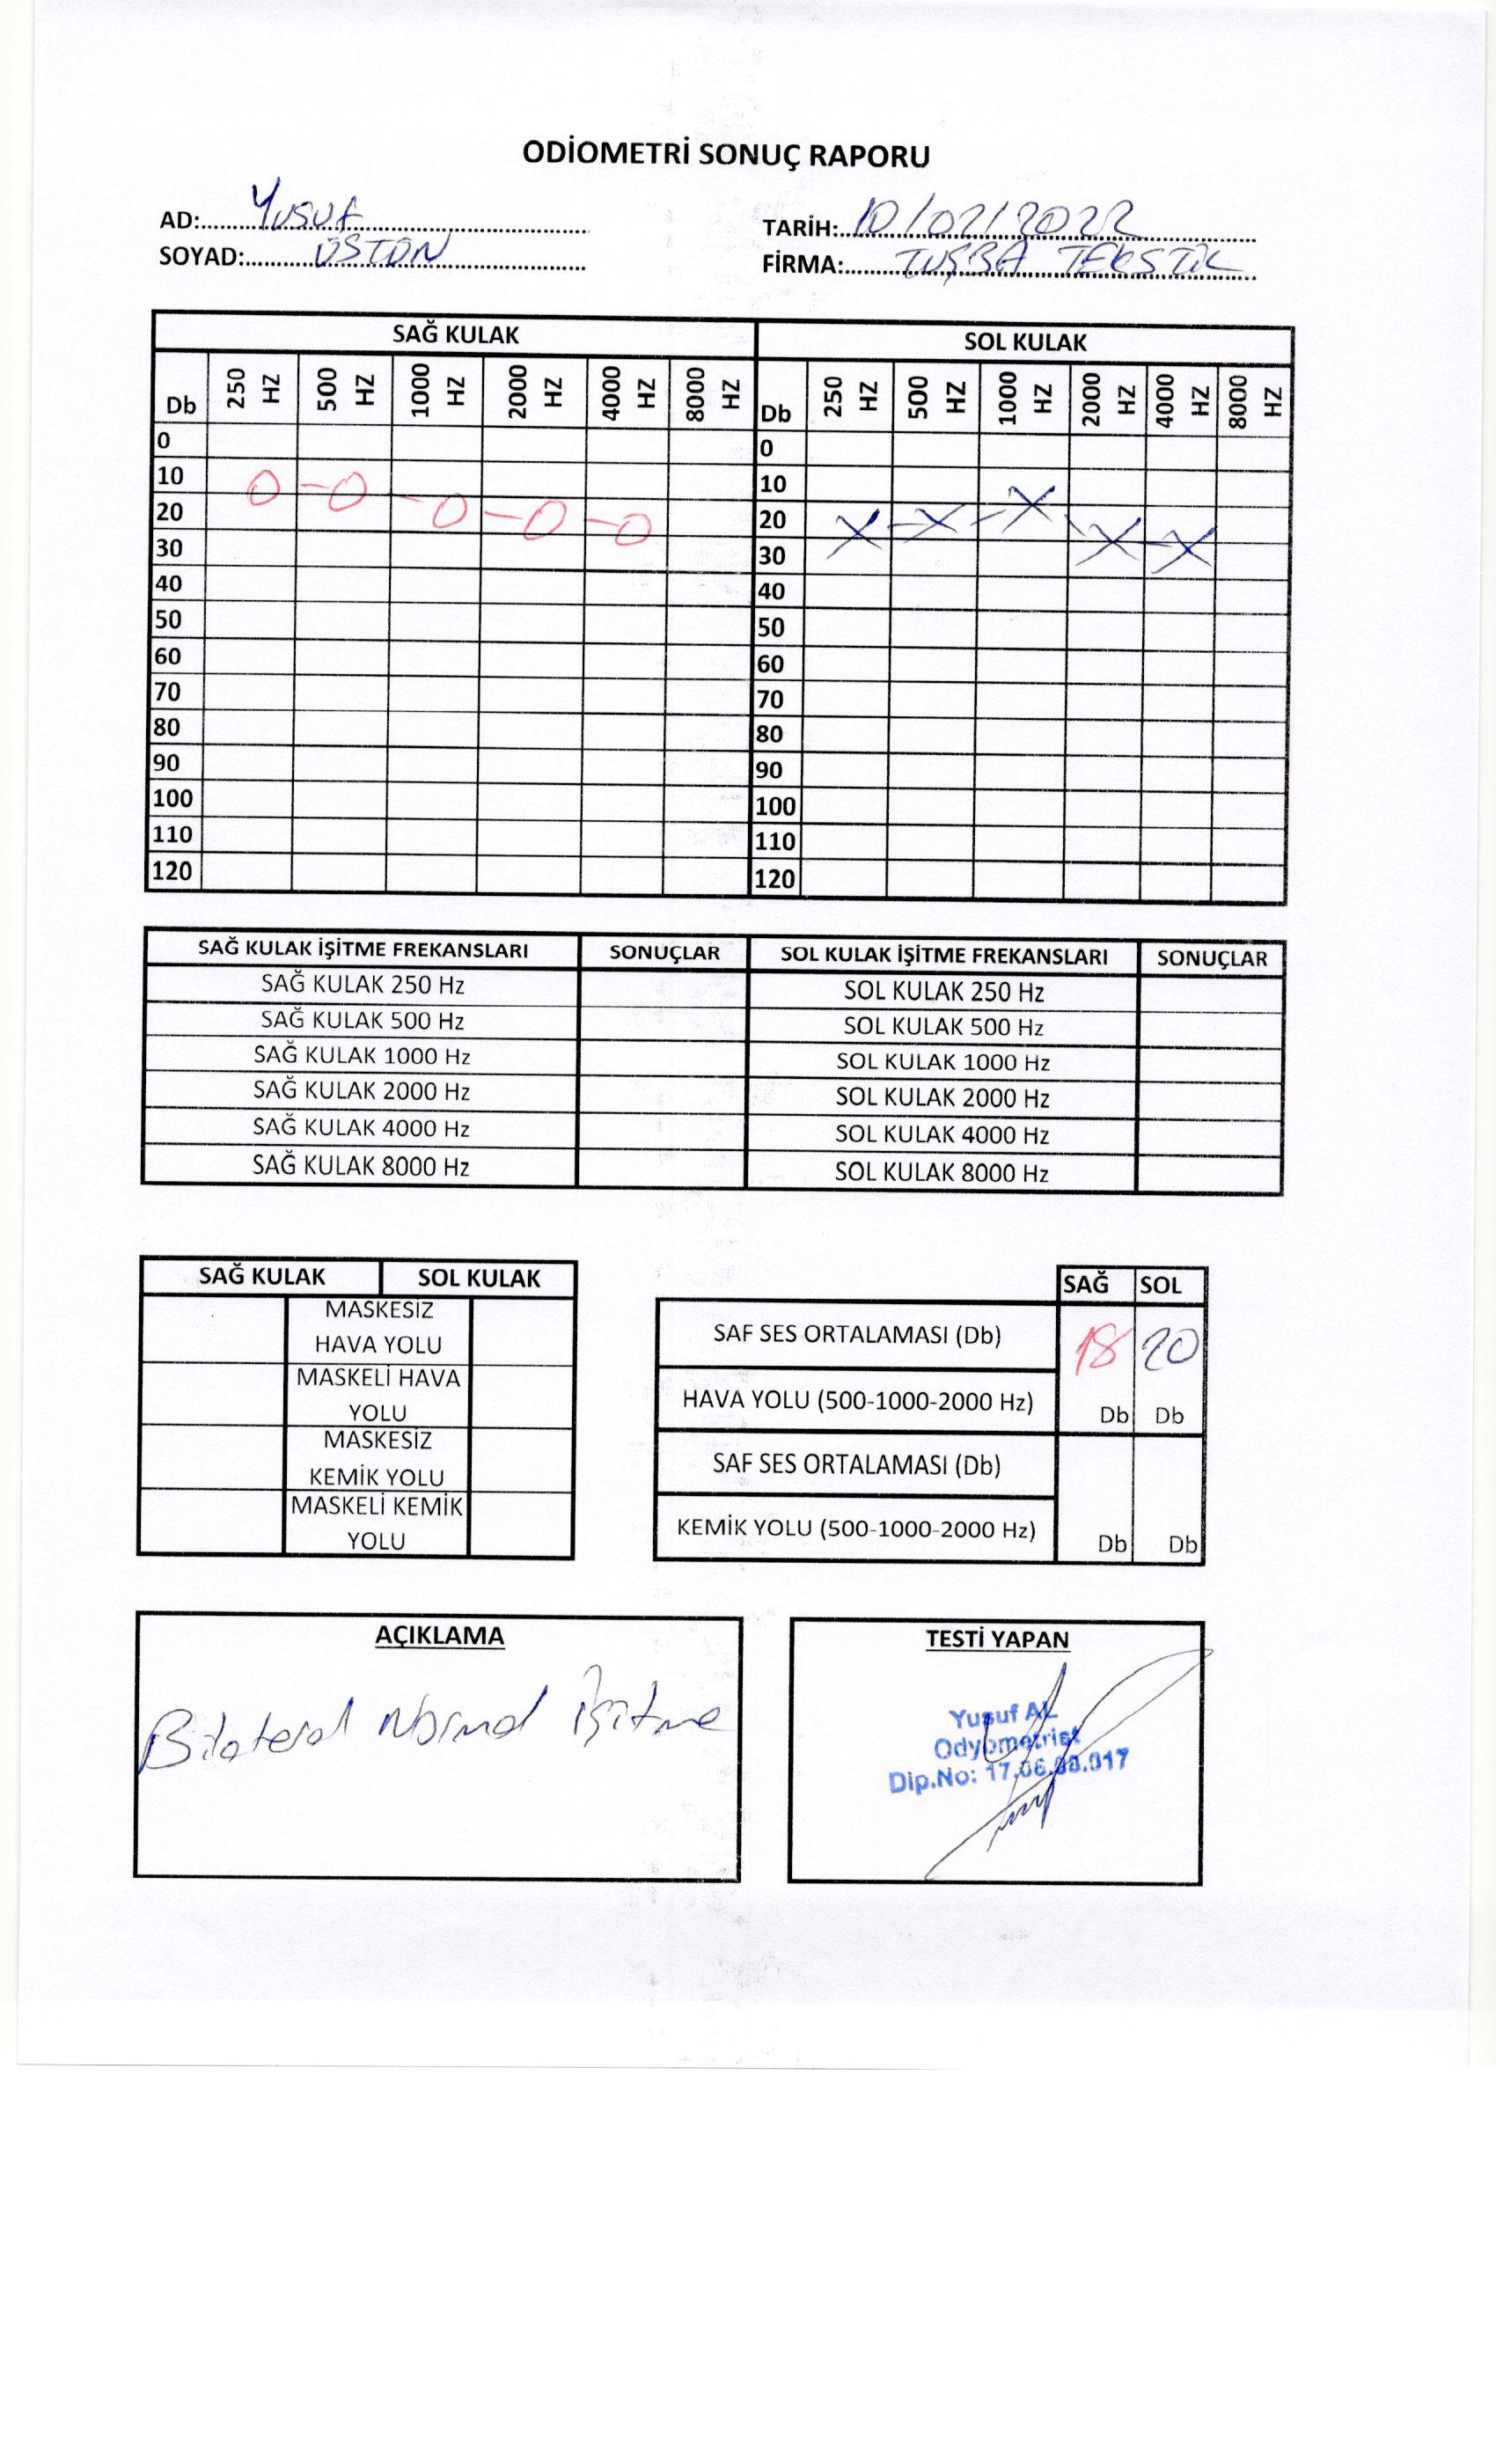 ODİOMETRİ SONUÇ RAPORU
AD: Yusuf TARİH: 10/02/2022
SOYAD: ÜSTÜN FİRMA: TUŞBA TEKSTİL
SAĞ KULAK SOL KULAK
Db 250 HZ 500 HZ 1000 HZ 2000 HZ 4000 HZ 8000 HZ Db 250 HZ 500 HZ 1000 HZ 2000 HZ 4000 HZ 8000 HZ
0 0
10 10
20 20
30 30
40 40
50 50
60 60
70 70
80 80
90 90
100 100
110 110
120 120
SAĞ KULAK İŞİTME FREKANSLARI SONUÇLAR SOL KULAK İŞİTME FREKANSLARI SONUÇLAR
SAĞ KULAK 250 Hz SOL KULAK 250 Hz
SAĞ KULAK 500 Hz SOL KULAK 500 Hz
SAĞ KULAK 1000 Hz SOL KULAK 1000 Hz
SAĞ KULAK 2000 Hz SOL KULAK 2000 Hz
SAĞ KULAK 4000 Hz SOL KULAK 4000 Hz
SAĞ KULAK 8000 Hz SOL KULAK 8000 Hz
SAĞ KULAK SOL KULAK
MASKESİZ
HAVA YOLU
MASKELİ HAVA
YOLU
MASKESİZ
KEMİK YOLU
MASKELİ KEMİK
YOLU
SAĞ SOL
SAF SES ORTALAMASI (Db) 18 20
HAVA YOLU (500-1000-2000 Hz) Db Db
SAF SES ORTALAMASI (Db)
KEMİK YOLU (500-1000-2000 Hz) Db Db
AÇIKLAMA
Bilateral Normal İşitme
TESTİ YAPAN
Yusuf AL
Odyometrist
Dip.No: 17.06.08.017